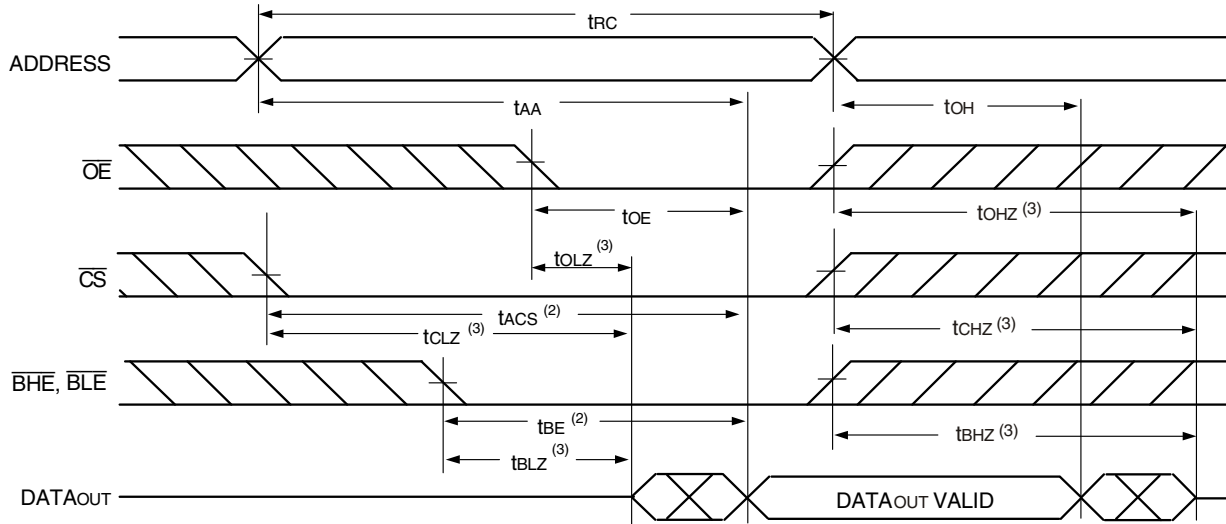 tRC
ADDRESS
tAA
tOH
OE
tOE
tOHZ (3)
tOLZ (3)
CS
tACS (2)
tCLZ (3)
tCHZ (3)
BHE, BLE
tBE (2)
tBHZ (3)
tBLZ (3)
DATAOUT
DATAOUT VALID